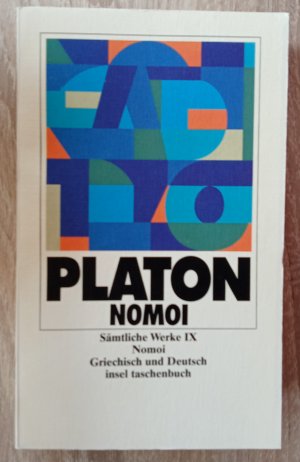 PLATON
NOMOI
Sämtliche Werke IX
Nomoi
Griechisch und Deutsch
insel taschenbuch